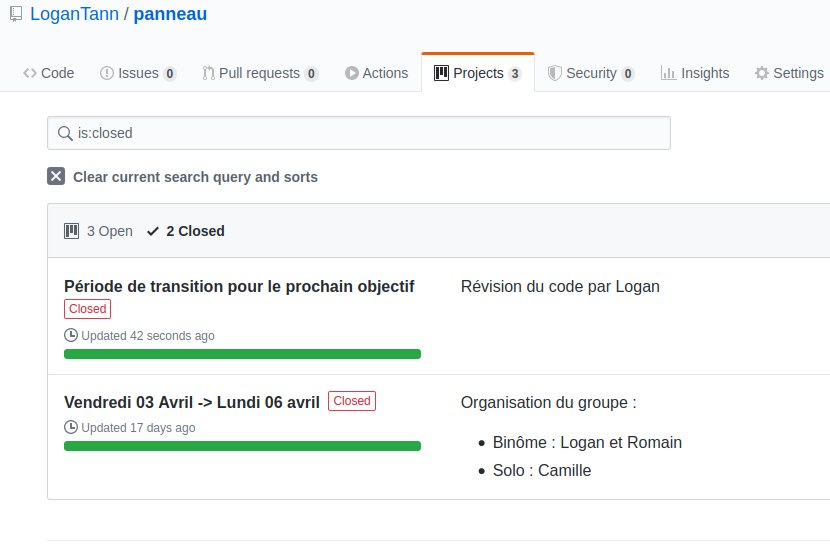 LoganTann / panneau
Code Issues 0 Pull requests 0 Actions Projects 3 Security 0 Insights Settings
is:closed
Clear current search query and sorts
3 Open 2 Closed
Période de transition pour le prochain objectif Révision du code par Logan
Closed
Updated 42 seconds ago
Vendredi 03 Avril -> Lundi 06 avril Closed Organisation du groupe :
Updated 17 days ago
• Binôme : Logan et Romain
• Solo : Camille